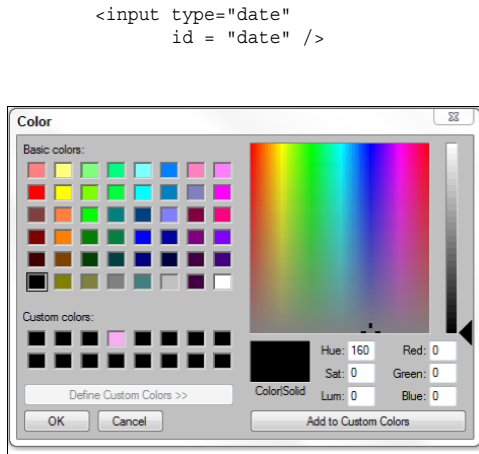 <input type="date"
id = "date" />
Color
Basic colors:
Custom colors:
Define Custom Colors >>
OK Cancel
Color|Solid
Hue: 160 Red: 0
Sat: 0 Green: 0
Lum: 0 Blue: 0
Add to Custom Colors